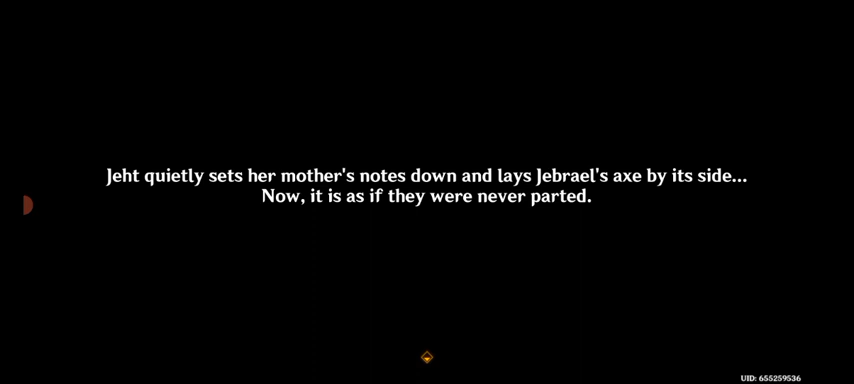 Jeht quietly sets her mother's notes down and lays Jebrael's axe by its side...
Now, it is as if they were never parted.
UID: 655259536